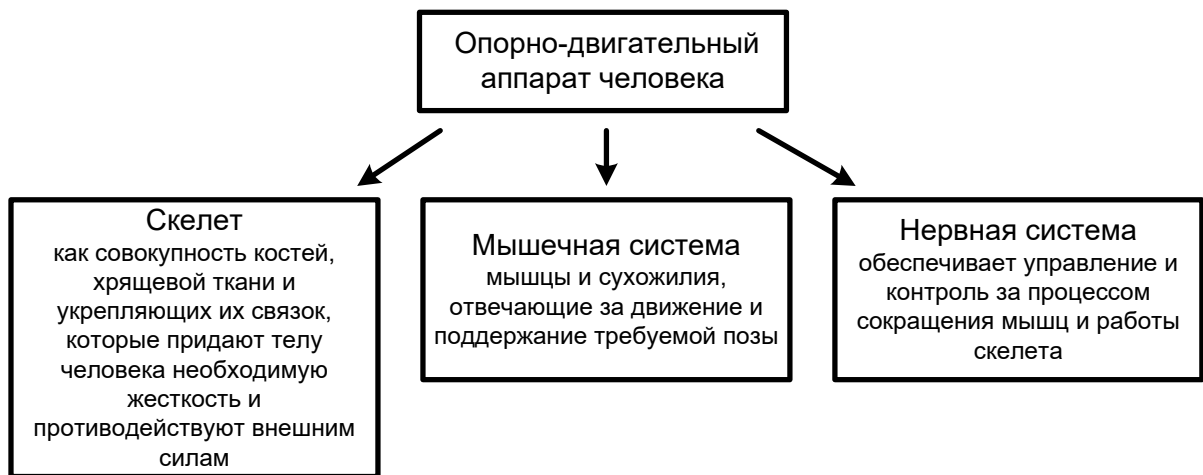 Опорно-двигательный
аппарат человека
Скелет
как совокупность костей,
хрящевой ткани и
укрепляющих их связок,
которые придают телу
человека необходимую
жесткость и
противодействуют внешним
силам
Мышечная система
мышцы и сухожилия,
отвечающие за движение и
поддержание требуемой позы
Нервная система
обеспечивает управление и
контроль за процессом
сокращения мышц и работы
скелета